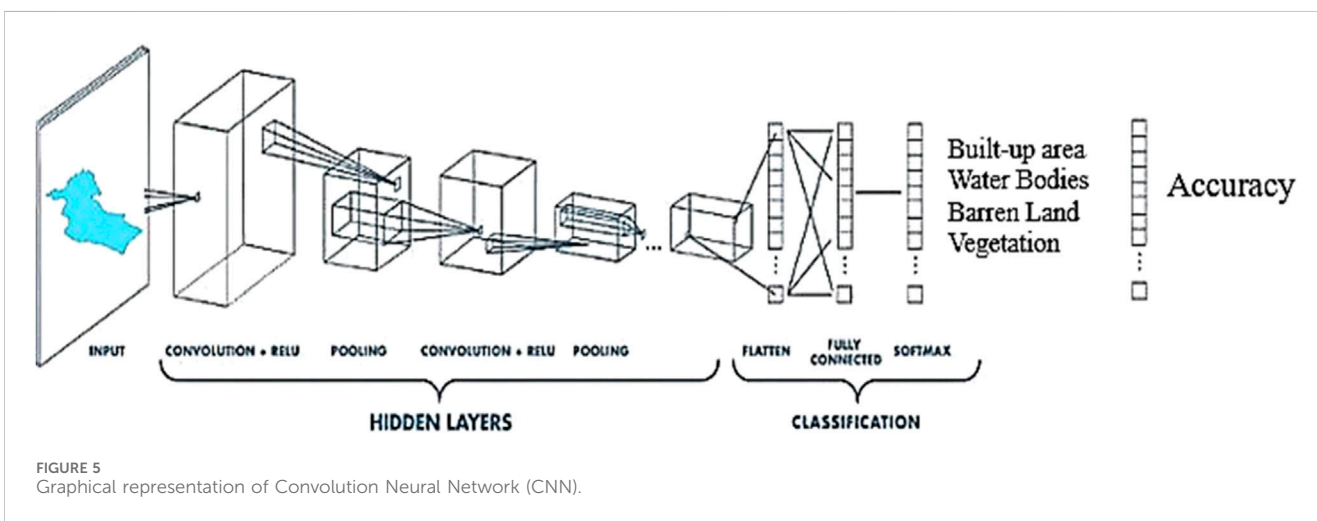 Built-up area
Water Bodies
Barren Land
Vegetation
Accuracy
INPUT
CONVOLUTION + RELU
POOLING
CONVOLUTION + RELU
POOLING
FLATTEN
FULLY
CONNECTED
SOFTMAX
HIDDEN LAYERS
CLASSIFICATION
FIGURE 5
Graphical representation of Convolution Neural Network (CNN).